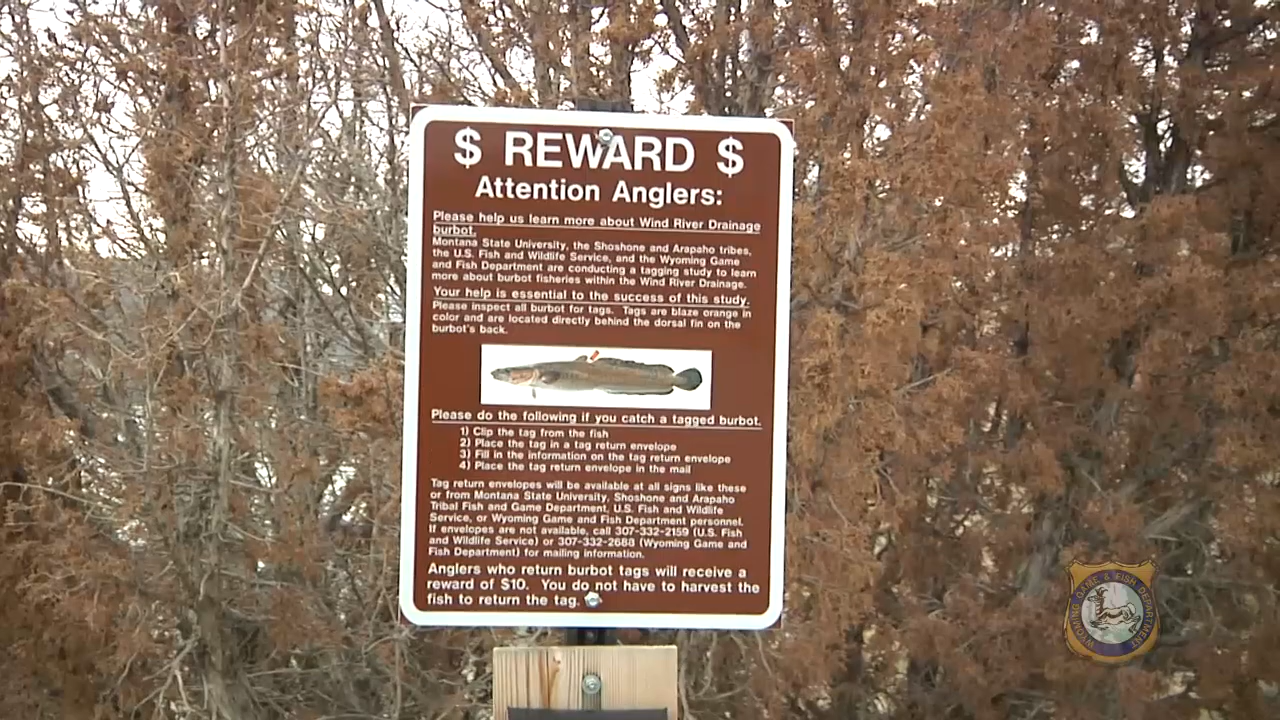 $ REWARD $
Attention Anglers:
Please help us learn more about Wind River Drainage
burbot.
Montana State University, the Shoshone and Arapaho tribes,
the U.S. Fish and Wildlife Service, and the Wyoming Game
and Fish Department are conducting a tagging study to learn
more about burbot fisheries within the Wind River Drainage.
Your help is essential to the success of this study.
Please inspect all burbot for tags. Tags are blaze orange in
color and are located directly behind the dorsal fin on the
burbot's back.
Please do the following if you catch a tagged burbot.
1) Clip the tag from the fish
2) Place the tag in a tag return envelope
3) Fill in the information on the tag return envelope
4) Place the tag return envelope in the mail
Tag return envelopes will be available at all signs like these
or from Montana State University, Shoshone and Arapaho
Tribal Fish and Game Department, U.S. Fish and Wildlife
Service, or Wyoming Game and Fish Department personnel.
If envelopes are not available, call 307-332-2159 (U.S. Fish
and Wildlife Service) or 307-332-2688 (Wyoming Game and
Fish Department) for mailing information.
Anglers who return burbot tags will receive a
reward of $10. You do not have to harvest the
fish to return the tag.
WYOMING GAME & FISH DEPARTMENT